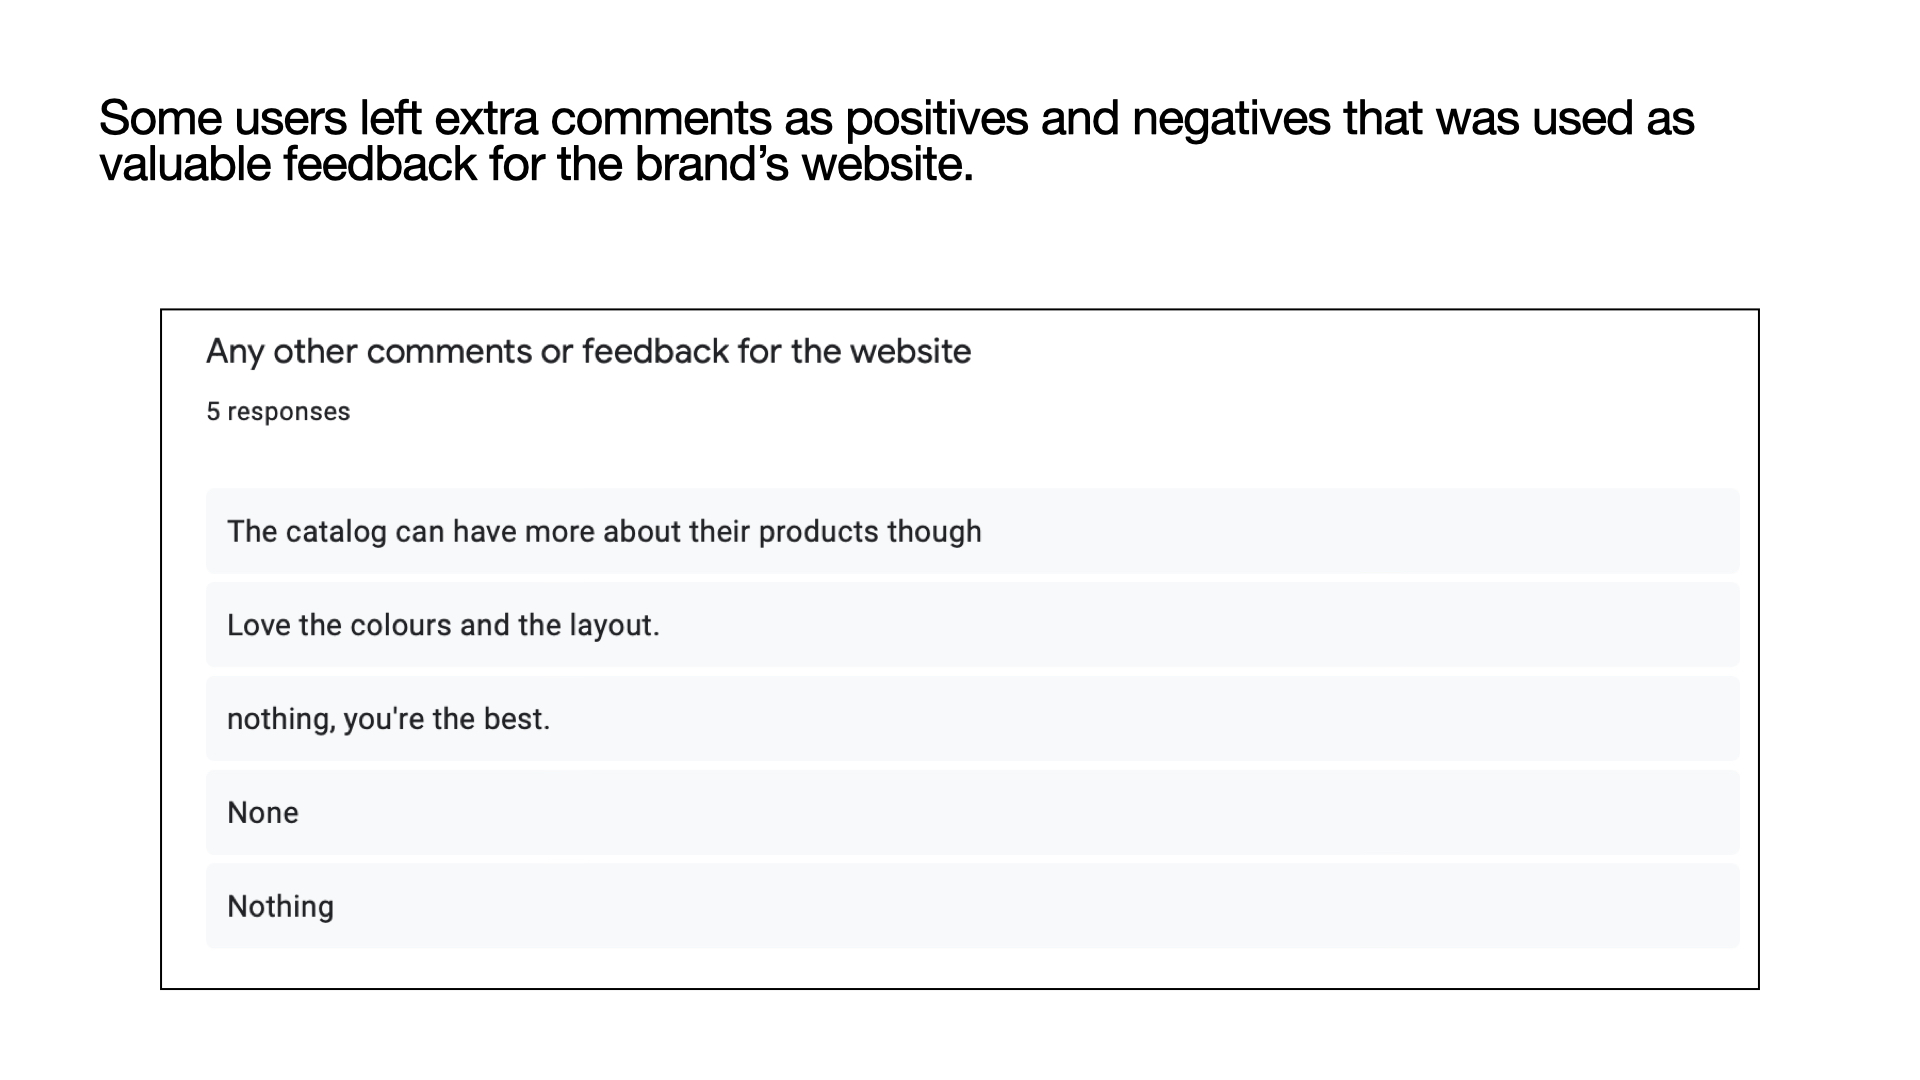 Some users left extra comments as positives and negatives that was used as
valuable feedback for the brand’s website.
Any other comments or feedback for the website
5 responses
The catalog can have more about their products though
Love the colours and the layout.
nothing, you're the best.
None
Nothing